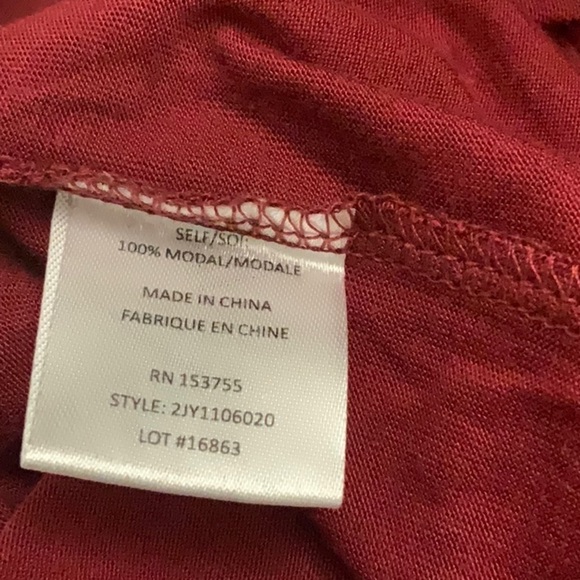 SELF/SOI:
100% MODAL/MODALE
MADE IN CHINA
FABRIQUE EN CHINE
RN 153755
STYLE: 2JY1106020
LOT #16863